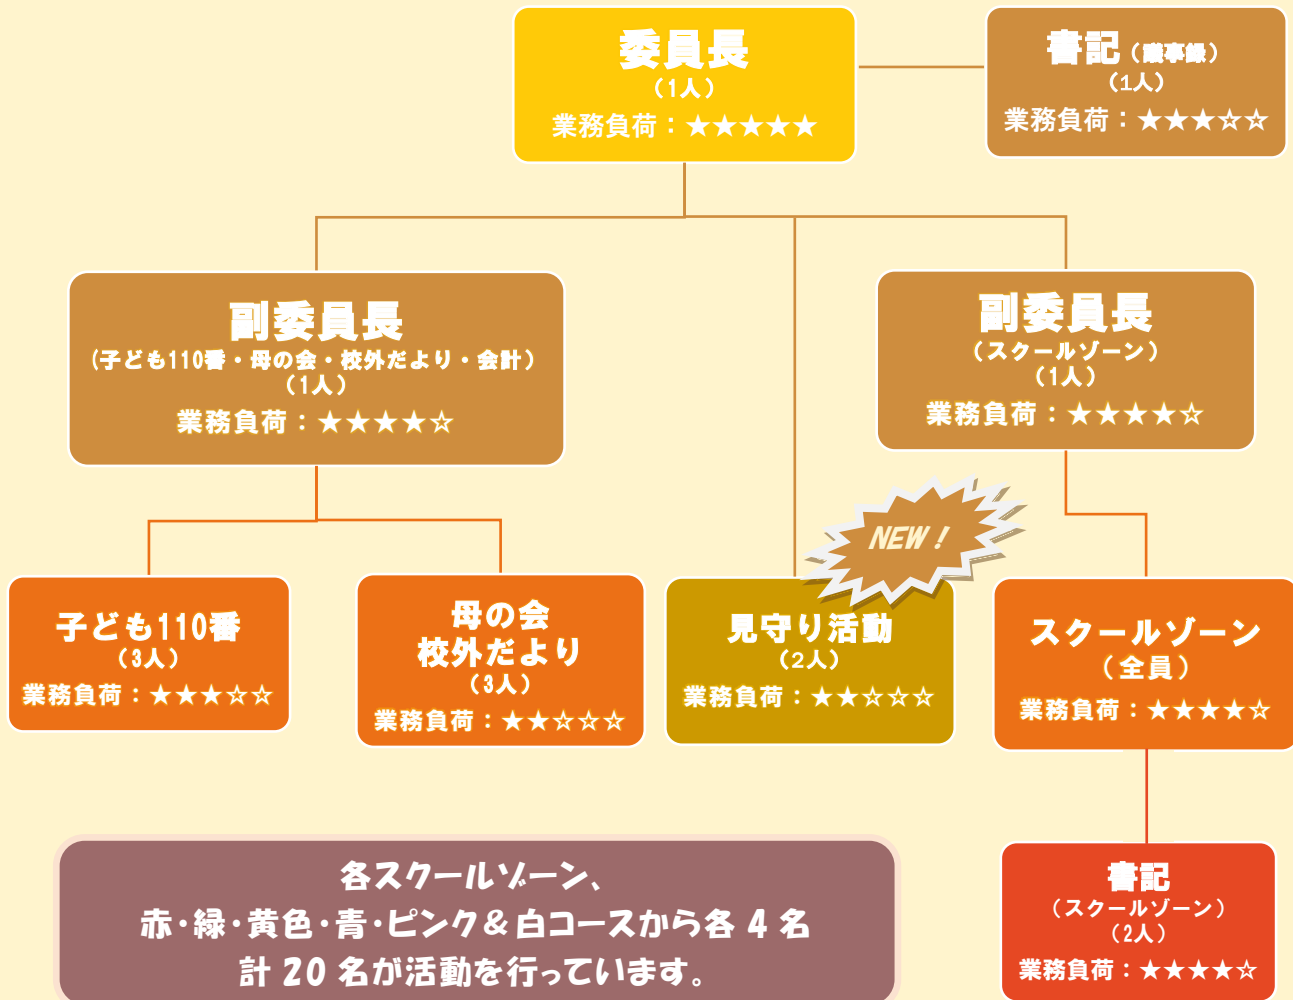 委員長
（1人）
業務負荷：★★★★★
書記（議事録）
（1人）
業務負荷：★★★☆☆
副委員長
(子ども110番・母の会・校外だより・会計)
（1人）
業務負荷：★★★★☆
副委員長
（スクールゾーン）
（1人）
業務負荷：★★★★☆
NEW！
子ども110番
（3人）
業務負荷：★★★☆☆
母の会
校外だより
（3人）
業務負荷：★★☆☆☆
見守り活動
（2人）
業務負荷：★★☆☆☆
スクールゾーン
（全員）
業務負荷：★★★★☆
各スクールゾーン、
赤・緑・黄色・青・ピンク＆白コースから各 4 名
計 20 名が活動を行っています。
書記
（スクールゾーン）
（2人）
業務負荷：★★★★☆